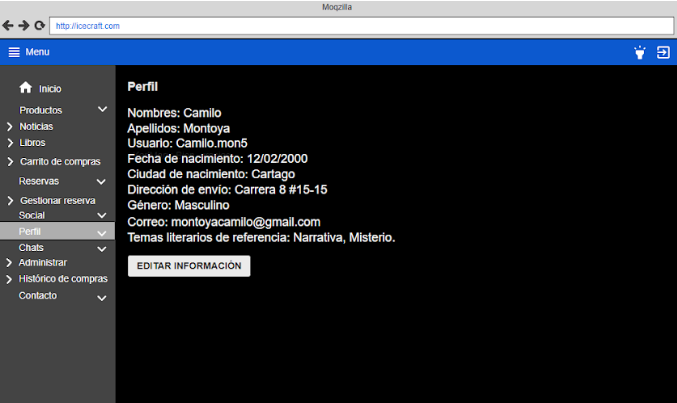 Moqzilla
http://icecraft.com
Menu
Inicio
Productos
Noticias
Libros
Carrito de compras
Reservas
Gestionar reserva
Social
Perfil
Chats
Administrar
Histórico de compras
Contacto
Perfil
Nombres: Camilo
Apellidos: Montoya
Usuario: Camilo.mon5
Fecha de nacimiento: 12/02/2000
Ciudad de nacimiento: Cartago
Dirección de envío: Carrera 8 #15-15
Género: Masculino
Correo: montoyacamilo@gmail.com
Temas literarios de referencia: Narrativa, Misterio.
EDITAR INFORMACIÓN